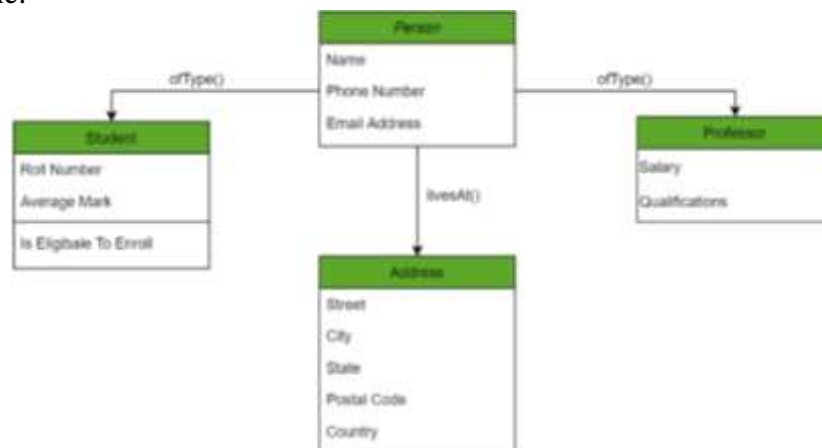 Person
Name
Phone Number
Email Address
ofType()
ofType()
Student
Roll Number
Average Mark
Is Eligibale To Enroll
Professor
Salary
Qualifications
livesAt()
Address
Street
City
State
Postal Code
Country